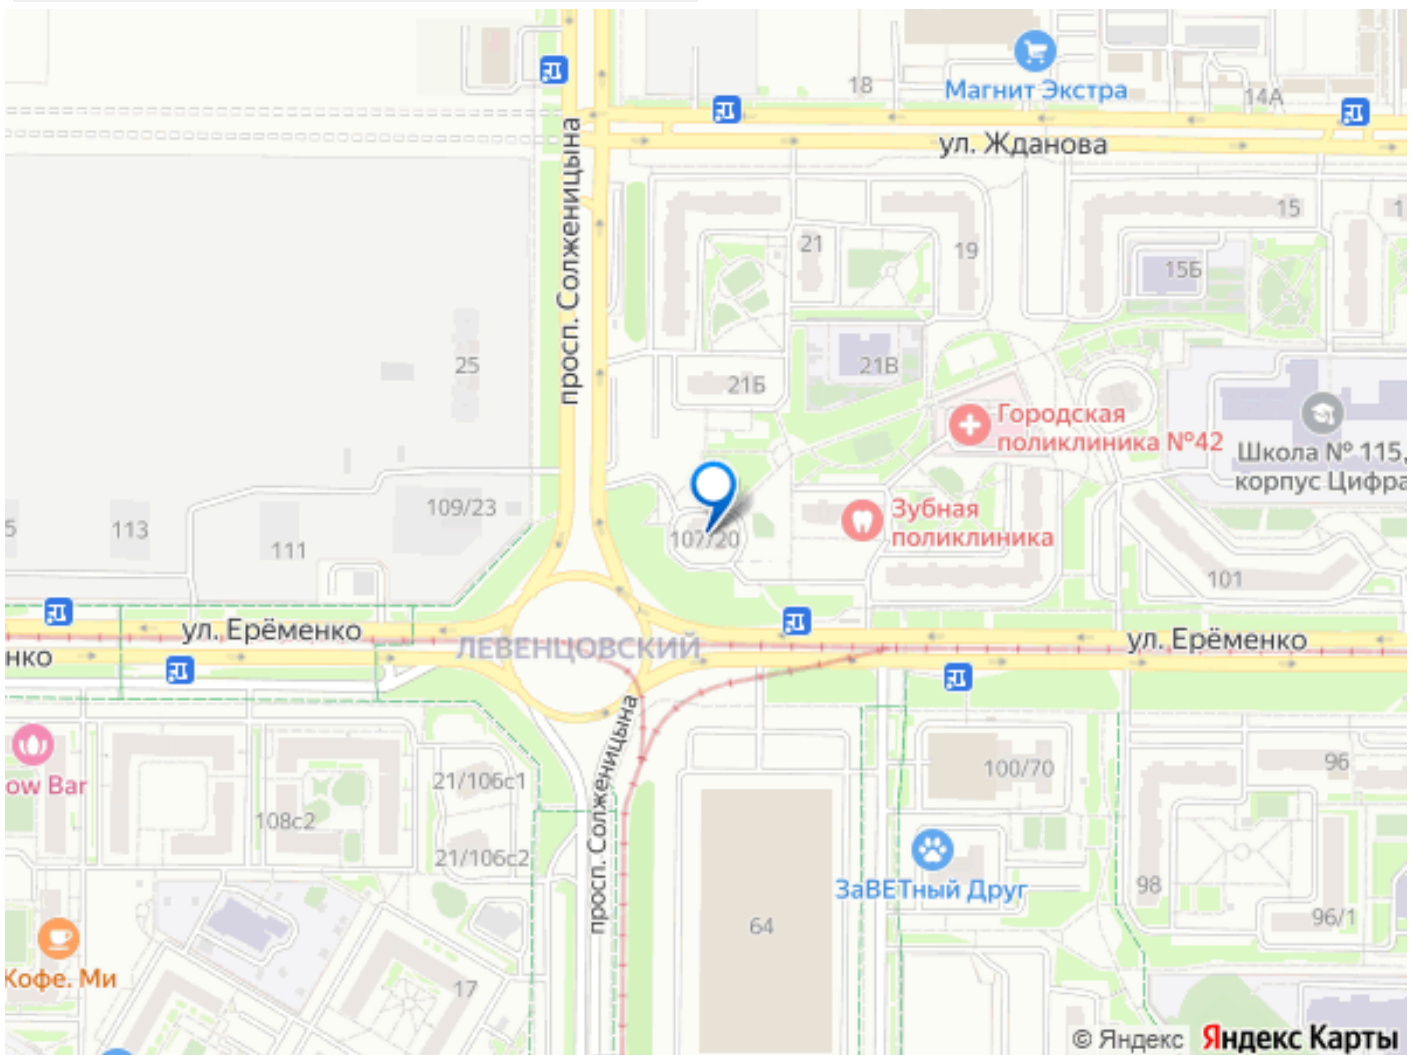 18
Магнит Экстра
14А
ул. Жданова
просп. Солженицына
15
1
21
19
15Б
25
21Б
21В
Городская
поликлиника №42
Школа № 115,
корпус Цифра
109/23
5
113
111
107/20
Зубная
поликлиника
101
ул. Ерёменко
ЛЕВЕНЦОВСКИЙ
ул. Ерёменко
нко
просп. Солженицына
ow Bar
21/106с1
100/70
96
108с2
21/106с2
ЗаВЕТный Друг
98
64
96/1
Кофе. Ми
17
© Яндекс Яндекс Карты